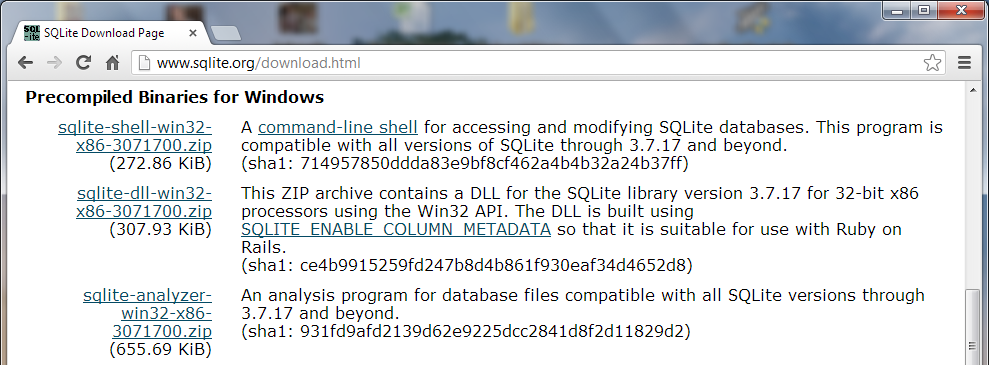 SQLite Download Page
www.sqlite.org/download.html
Precompiled Binaries for Windows
sqlite-shell-win32-
x86-3071700.zip
(272.86 KiB)
A command-line shell for accessing and modifying SQLite databases. This program is
compatible with all versions of SQLite through 3.7.17 and beyond.
(sha1: 714957850ddda83e9bf8cf462a4b4b32a24b37ff)
sqlite-dll-win32-
x86-3071700.zip
(307.93 KiB)
This ZIP archive contains a DLL for the SQLite library version 3.7.17 for 32-bit x86
processors using the Win32 API. The DLL is built using
SQLITE_ENABLE_COLUMN_METADATA so that it is suitable for use with Ruby on
Rails.
(sha1: ce4b9915259fd247b8d4b861f930eaf34d4652d8)
sqlite-analyzer-
win32-x86-
3071700.zip
(655.69 KiB)
An analysis program for database files compatible with all SQLite versions through
3.7.17 and beyond.
(sha1: 931fd9afd2139d62e9225dcc2841d8f2d11829d2)